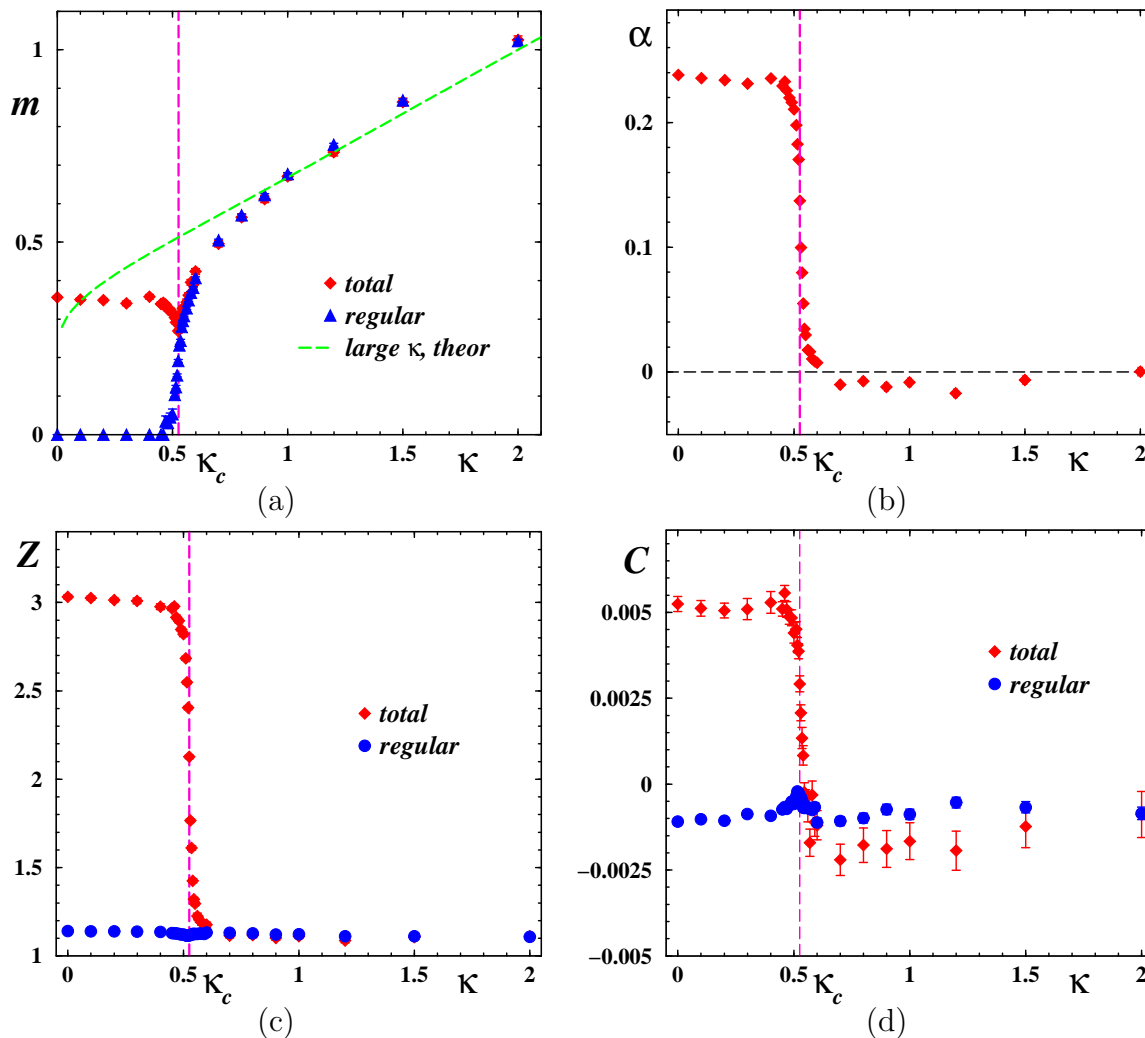 1
m
0.5
total
regular
large κ, theor
0
0 0.5 κc 1 1.5 κ 2
(a)
α
0.2
0.1
0
0 0.5 κc 1 1.5 κ 2
(b)
Z
3
2.5
2
1.5
1
total
regular
0 0.5 κc 1 1.5 κ 2
(c)
C
0.005
0.0025
0
−0.0025
−0.005
total
regular
0 0.5 κc 1 1.5 κ 2
(d)